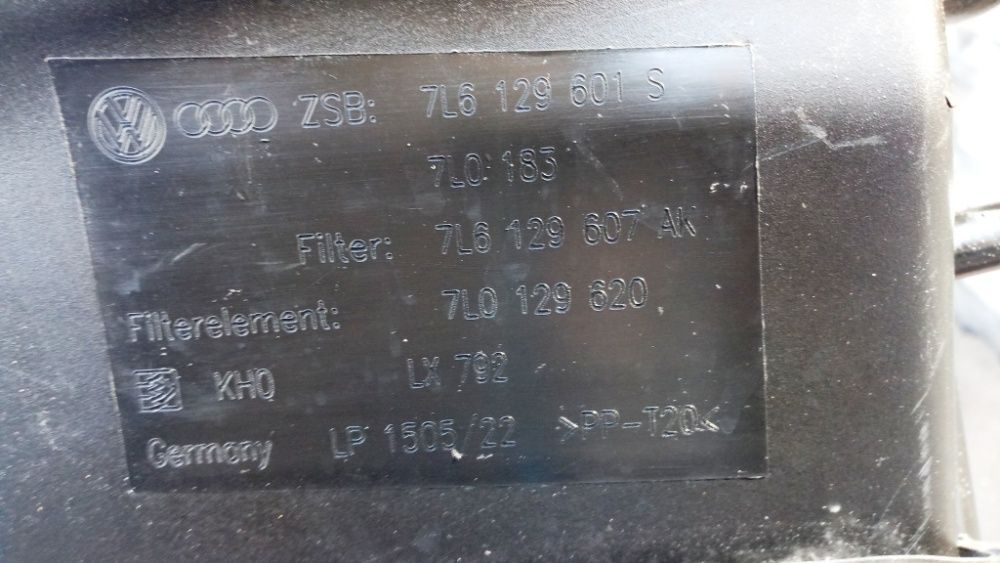 ZSB: 7L6 129 601 S
7L0 183
Filter: 7L6 129 607 AK
Filterelement: 7L0 129 620
KHO LX 792
Germany LP 1505/22 >PP-T20<